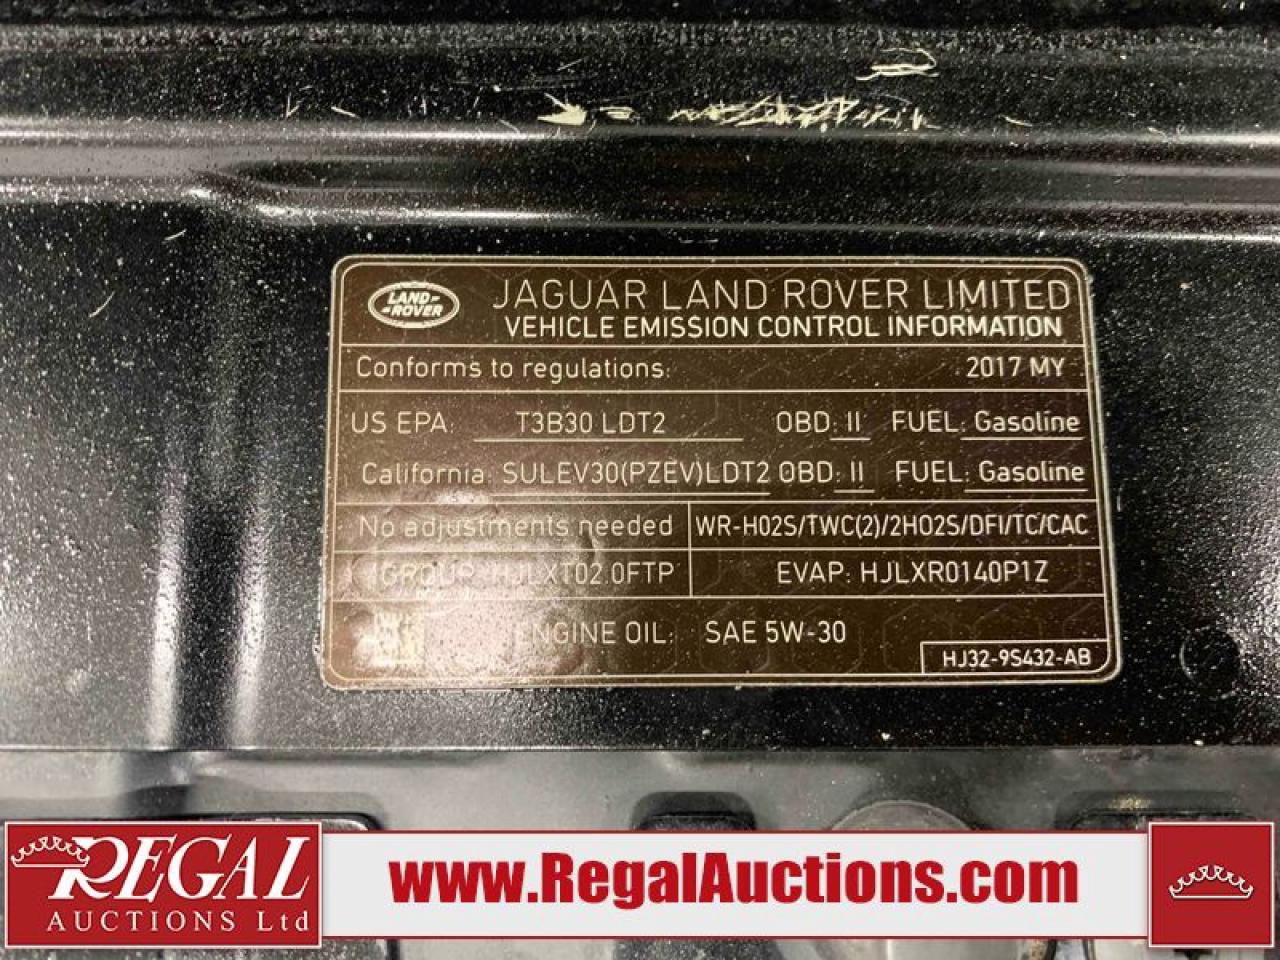 LAND-
-ROVER
JAGUAR LAND ROVER LIMITED
VEHICLE EMISSION CONTROL INFORMATION
Conforms to regulations: 2017 MY
US EPA: T3B30 LDT2 OBD: II FUEL: Gasoline
California: SULEV30(PZEV)LDT2 OBD: II FUEL: Gasoline
No adjustments needed WR-HO2S/TWC(2)/2HO2S/DFI/TC/CAC
GROUP: HJLXT02.0FTP EVAP: HJLXR0140P1Z
ENGINE OIL: SAE 5W-30
HJ32-9S432-AB
REGAL
AUCTIONS Ltd
www.RegalAuctions.com